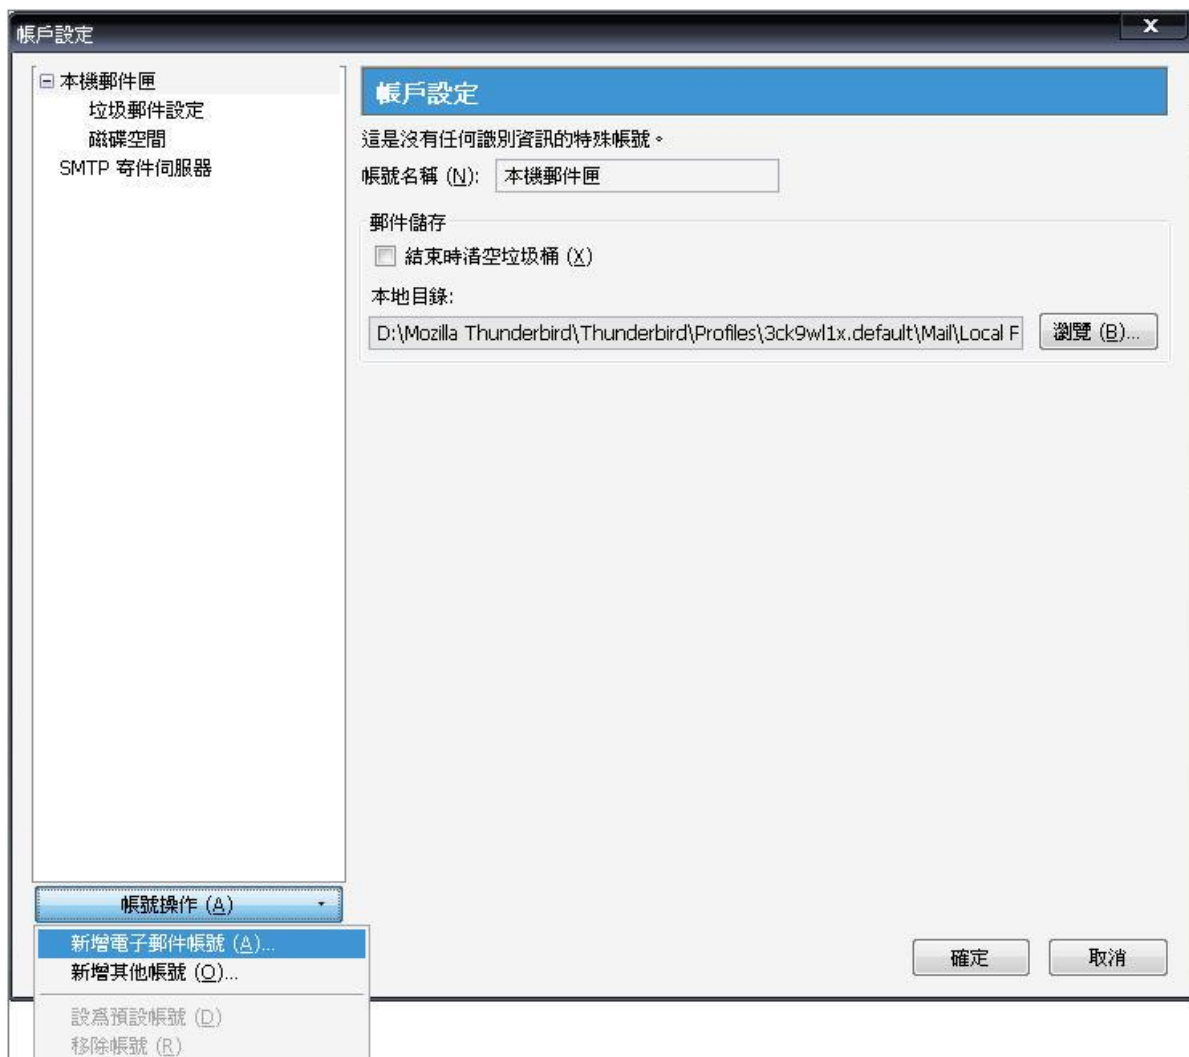 帳戶設定
X
本機郵件匣
垃圾郵件設定
磁碟空間
SMTP 寄件伺服器
帳戶設定
這是沒有任何識別資訊的特殊帳號。
帳號名稱 (N): 本機郵件匣
郵件儲存
結束時清空垃圾桶 (X)
本地目錄:
D:\Mozilla Thunderbird\Thunderbird\Profiles\3ck9wl1x.default\Mail\Local F 瀏覽 (B)...
帳號操作 (A)
新增電子郵件帳號 (A)...
新增其他帳號 (O)...
設為預設帳號 (D)
移除帳號 (R)
確定 取消